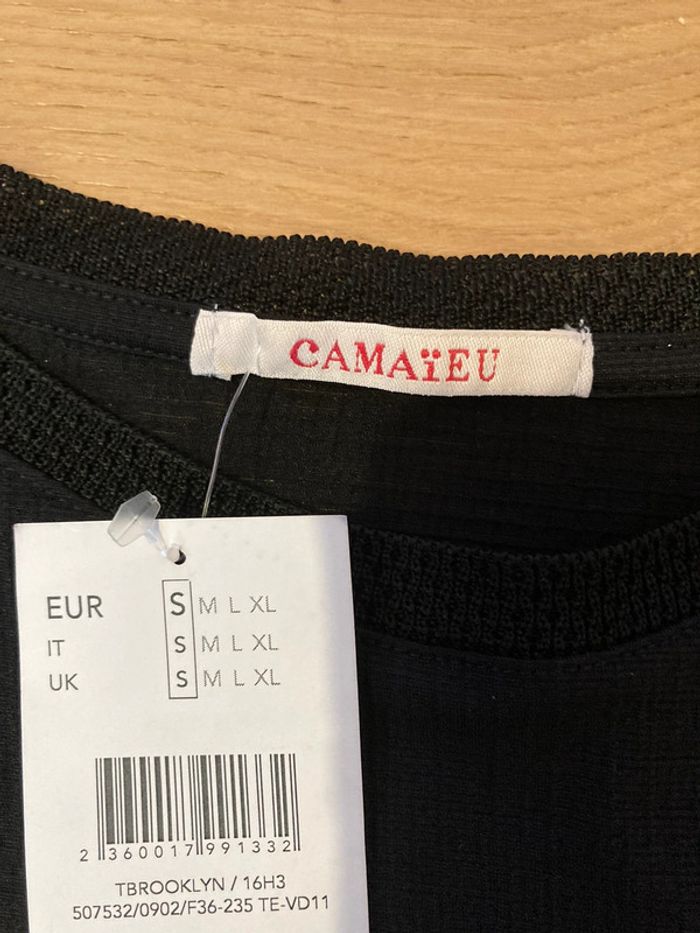 CAMAïEU
EUR S M L XL
IT S M L XL
UK S M L XL
2 360017 991332
TBROOKLYN / 16H3
507532/0902/F36-235 TE-VD11